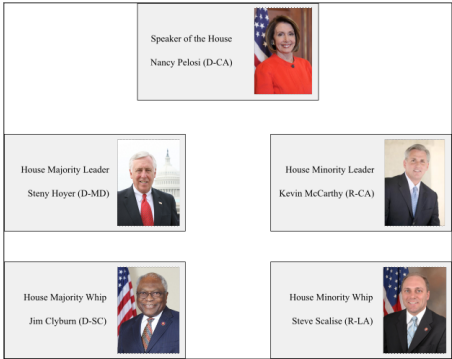 Speaker of the House
Nancy Pelosi (D-CA)
House Majority Leader
Steny Hoyer (D-MD)
House Minority Leader
Kevin McCarthy (R-CA)
House Majority Whip
Jim Clyburn (D-SC)
House Minority Whip
Steve Scalise (R-LA)